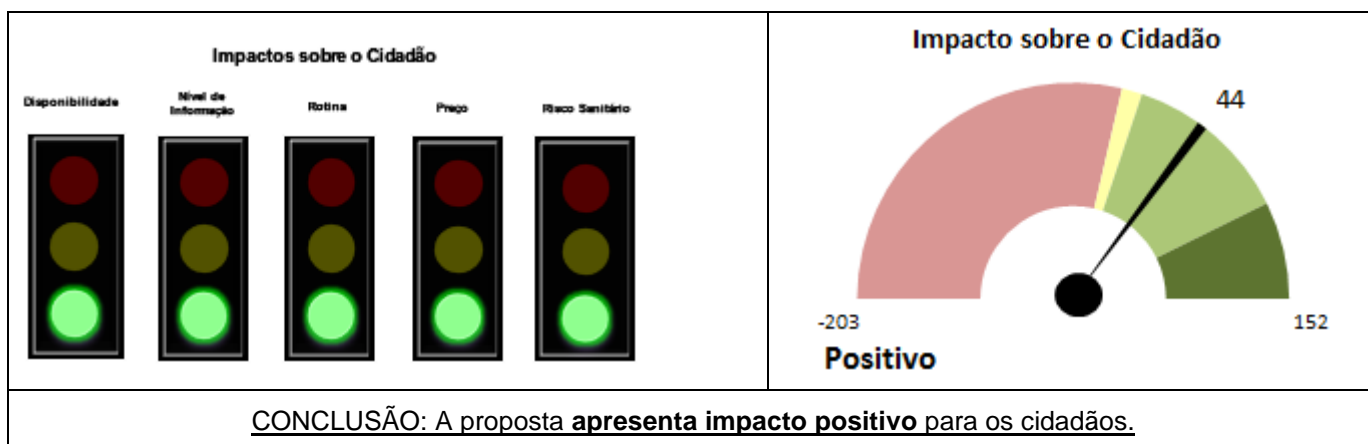 Impactos sobre o Cidadão
Disponibilidade
Nível de
Informação
Rotina
Preço
Risco Sanitário
Impacto sobre o Cidadão
44
-203
152
Positivo
CONCLUSÃO: A proposta apresenta impacto positivo para os cidadãos.